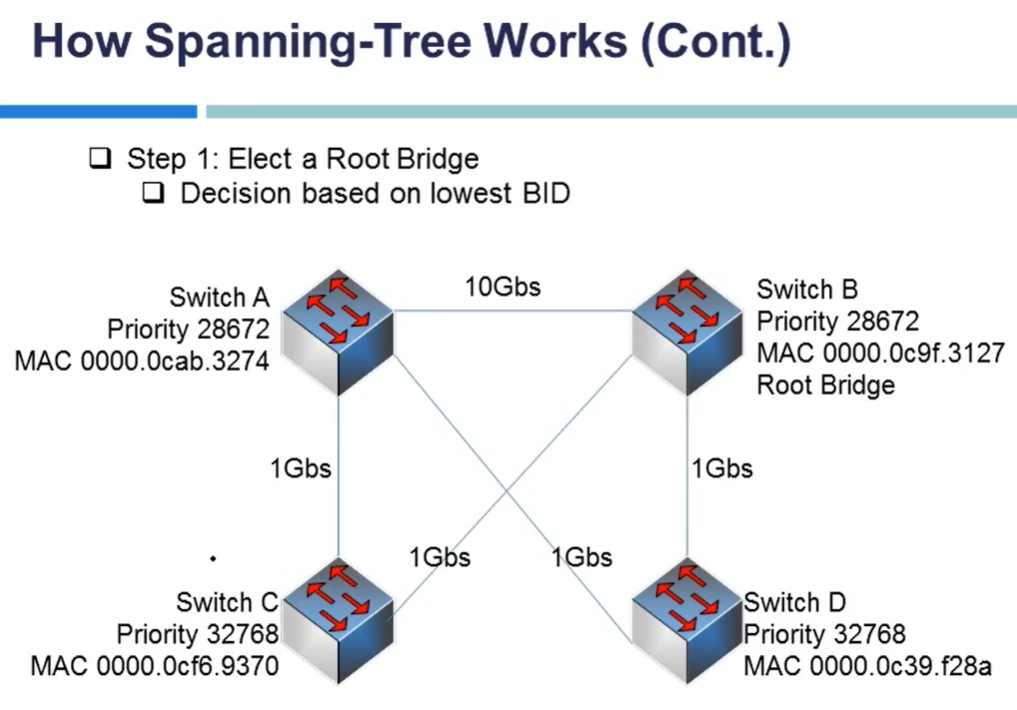 How Spanning-Tree Works (Cont.)
Step 1: Elect a Root Bridge
Decision based on lowest BID
Switch A
Priority 28672
MAC 0000.0cab.3274
10Gbs
Switch B
Priority 28672
MAC 0000.0c9f.3127
Root Bridge
1Gbs
1Gbs
1Gbs
1Gbs
Switch C
Priority 32768
MAC 0000.0cf6.9370
Switch D
Priority 32768
MAC 0000.0c39.f28a